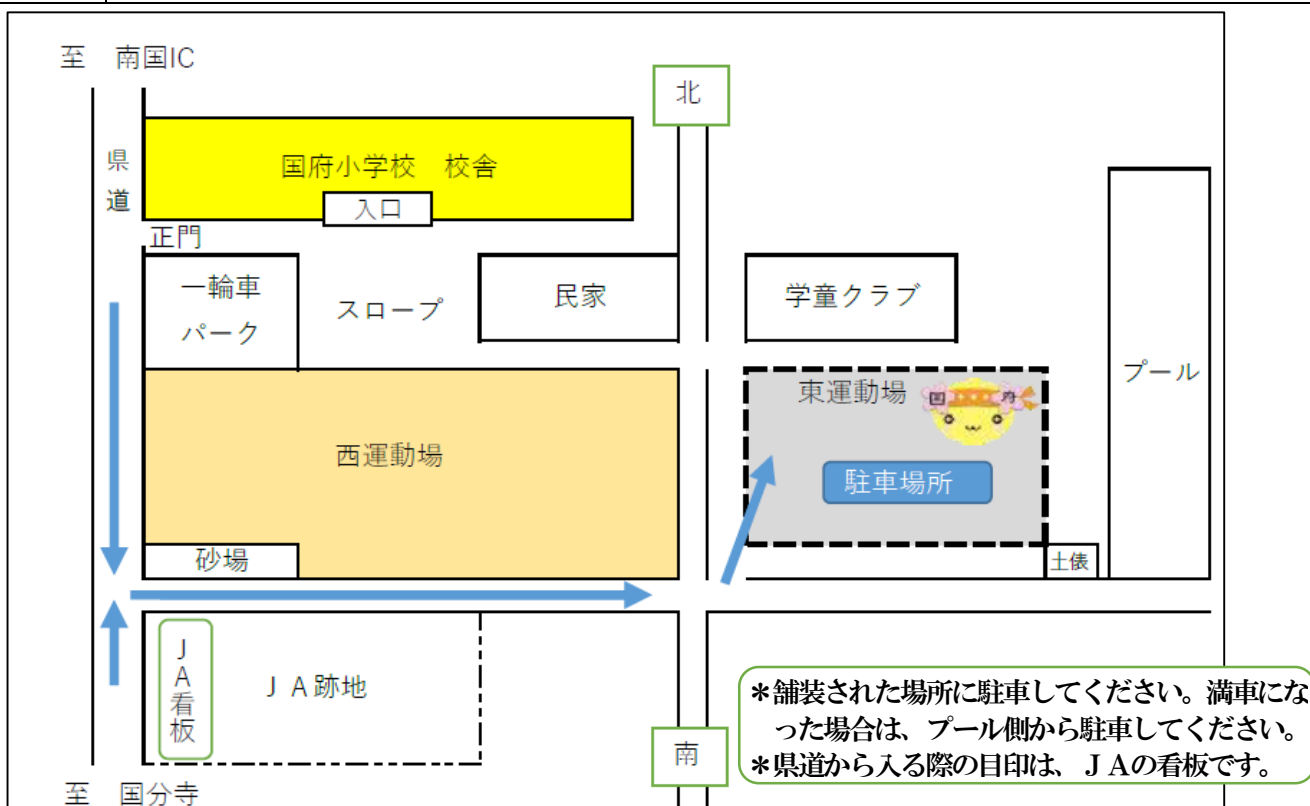 至　南国IC
北
県
道
国府小学校　校舎
入口
正門
一輪車
パーク
スロープ
民家
学童クラブ
プール
東運動場
国　府
西運動場
駐車場所
砂場
土俵
J
A
看
板
ＪＡ跡地
＊舗装された場所に駐車してください。満車にな
った場合は、プール側から駐車してください。
＊県道から入る際の目印は、ＪＡの看板です。
南
至　国分寺